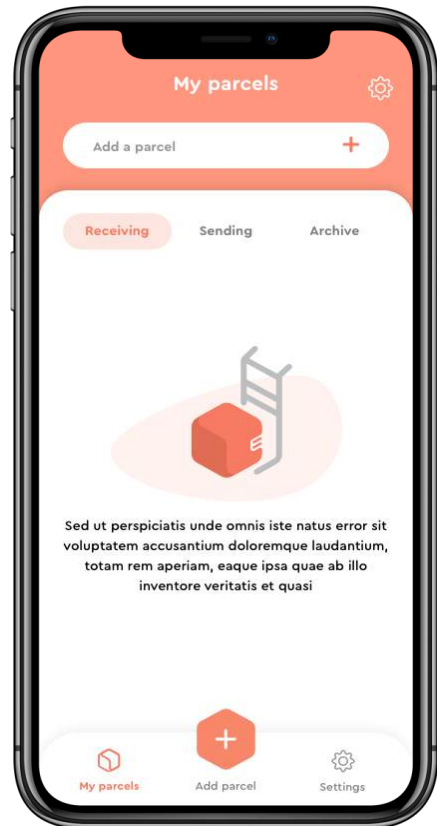 My parcels
Add a parcel +
Receiving Sending Archive
Sed ut perspiciatis unde omnis iste natus error sit
voluptatem accusantium doloremque laudantium,
totam rem aperiam, eaque ipsa quae ab illo
inventore veritatis et quasi
+
My parcels Add parcel Settings